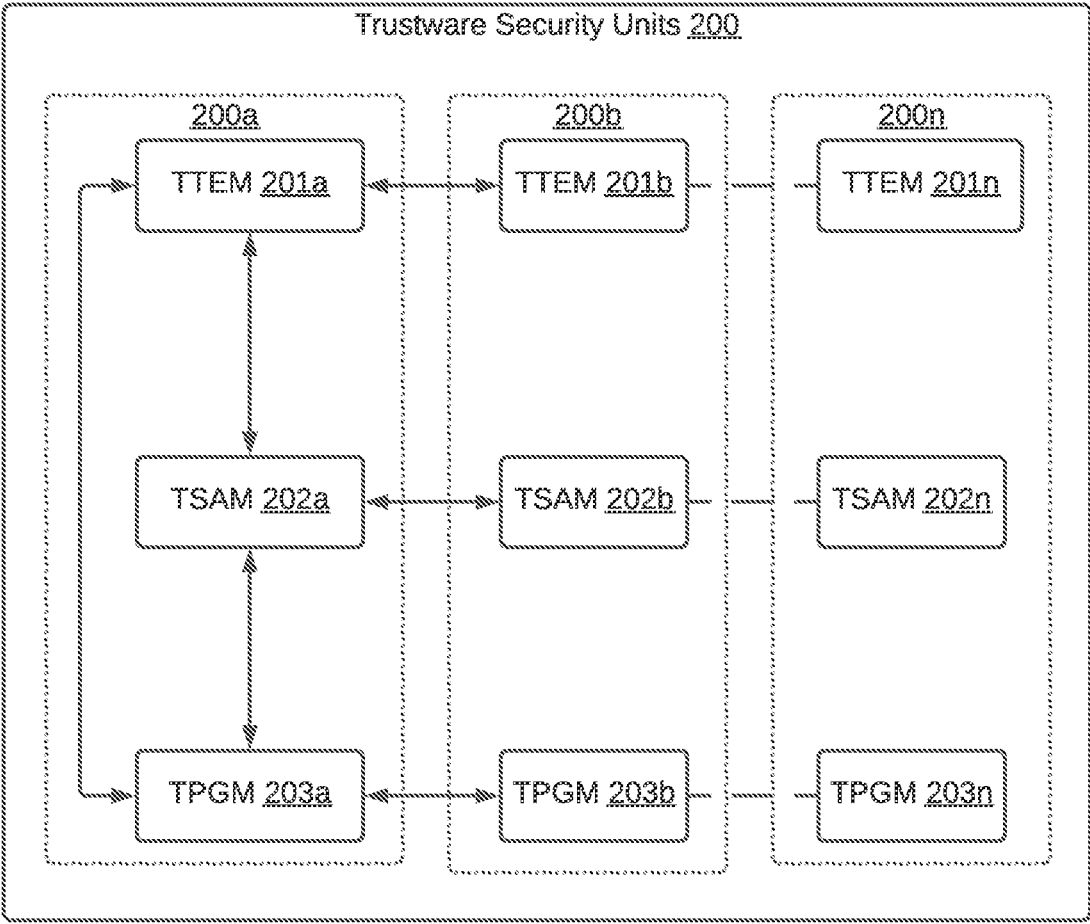 Trustware Security Units 200
200a
200b
200n
TTEM 201a
TTEM 201b
TTEM 201n
TSAM 202a
TSAM 202b
TSAM 202n
TPGM 203a
TPGM 203b
TPGM 203n